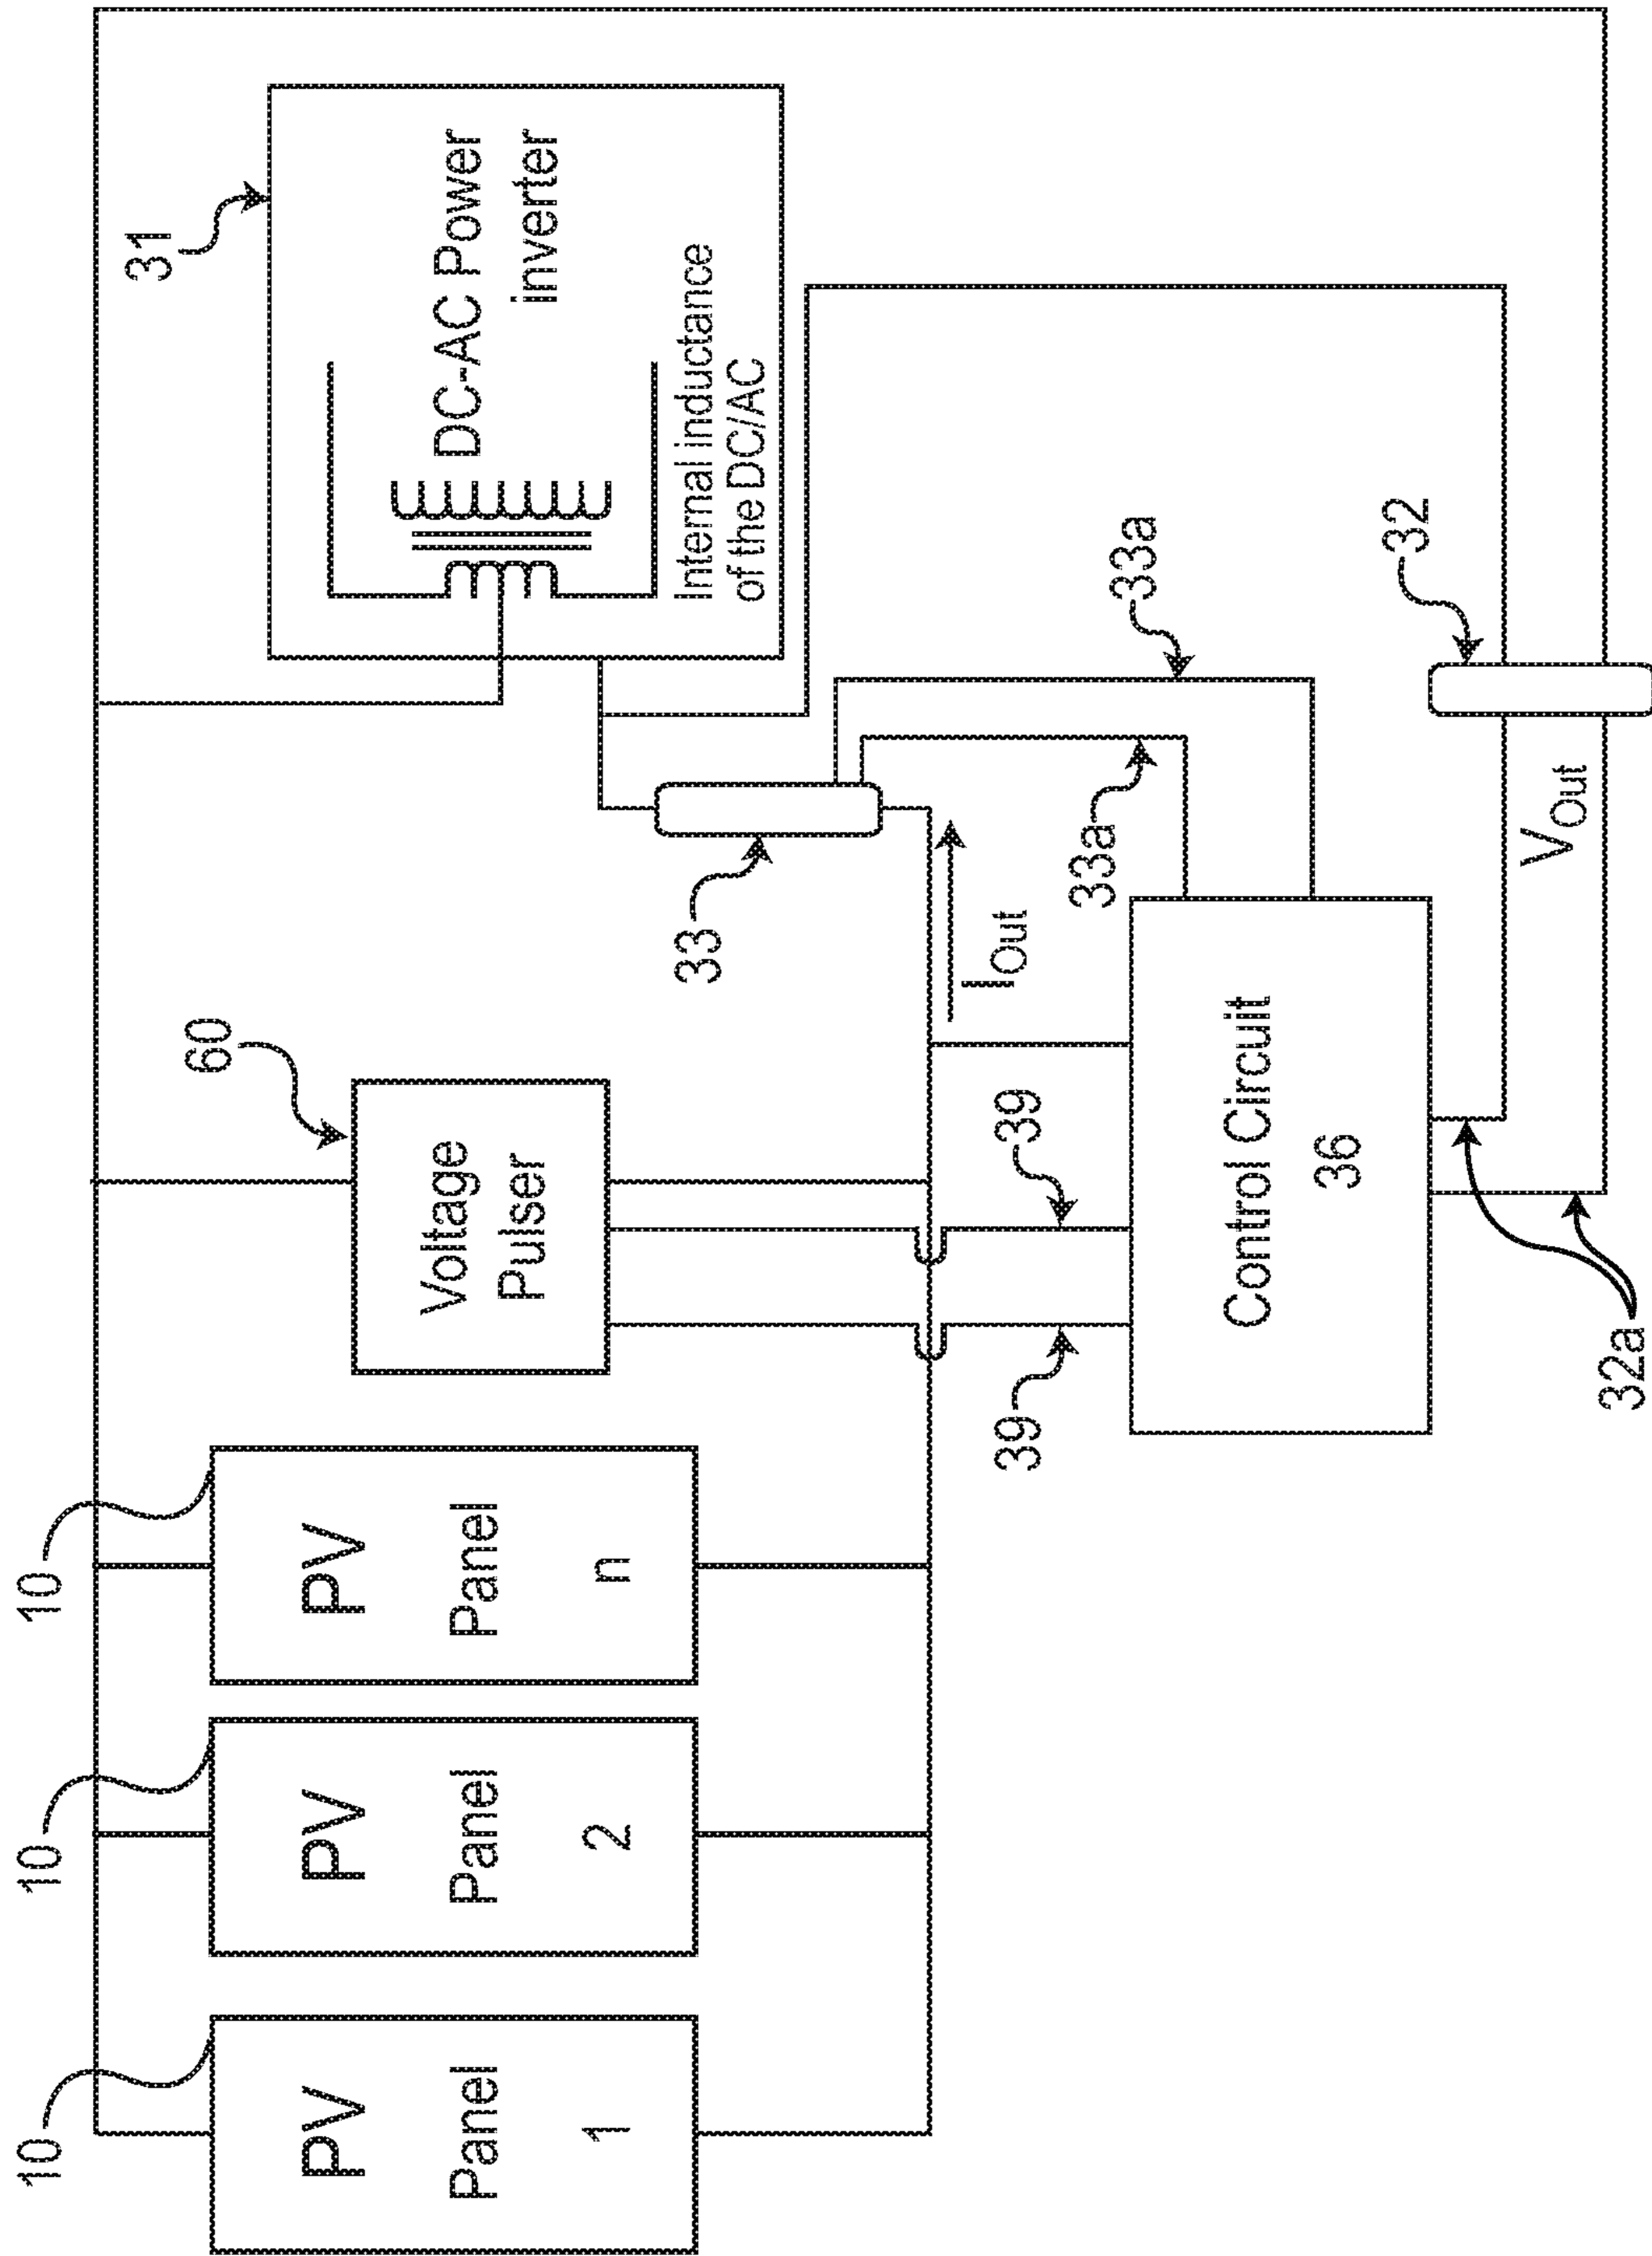 10
10
10
60
31
PV
Panel
1
PV
Panel
2
PV
Panel
n
Voltage
Pulser
DC-AC Power
inverter
Internal inductance
of the DC/AC
33
IOut
39
39
33a
33a
Control Circuit
36
32
VOut
32a